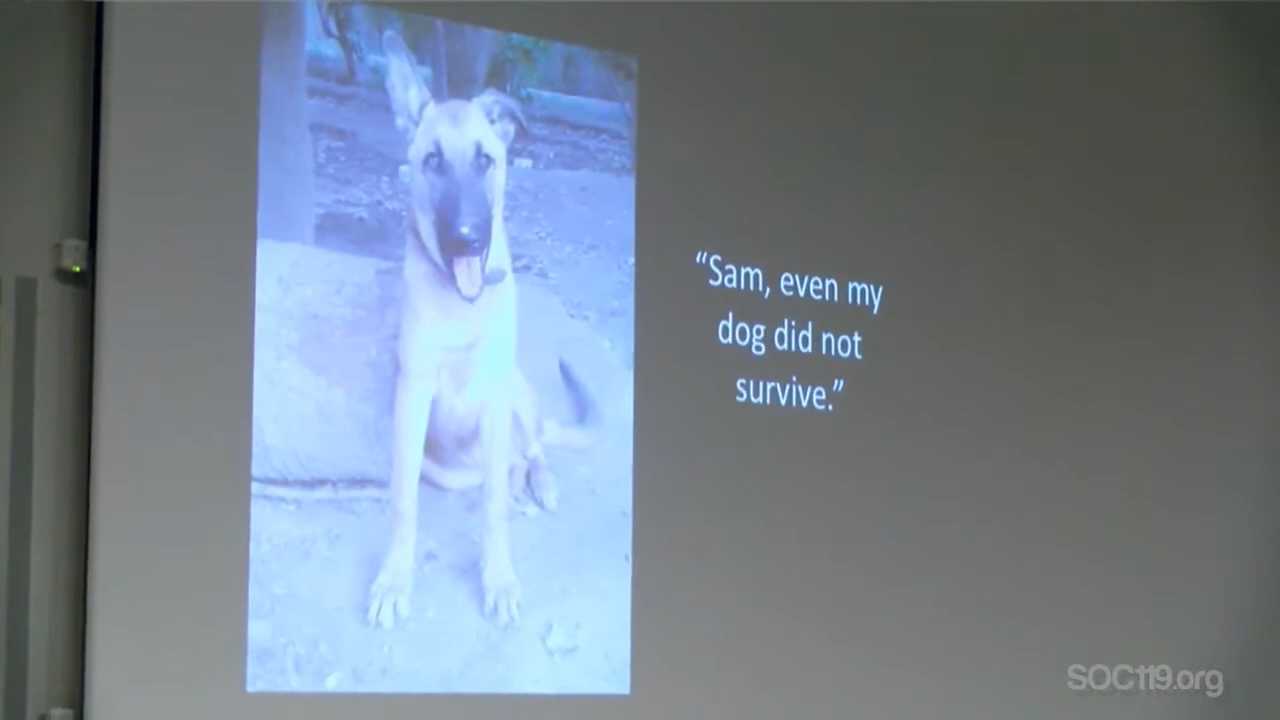 “Sam, even my
dog did not
survive.”
SOC119.org